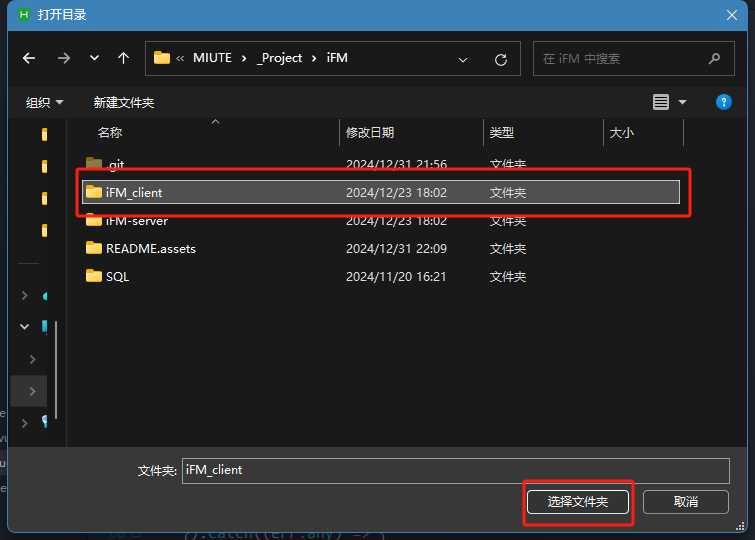 H 打开目录
« MIUTE › _Project › iFM
在 iFM 中搜索
组织 新建文件夹 ?
名称 修改日期 类型 大小
.git 2024/12/31 21:56 文件夹
iFM_client 2024/12/23 18:02 文件夹
iFM-server 2024/12/23 18:02 文件夹
README.assets 2024/12/31 22:09 文件夹
SQL 2024/11/20 16:21 文件夹
文件夹: iFM_client
选择文件夹 取消
}).catch((err:any) => {